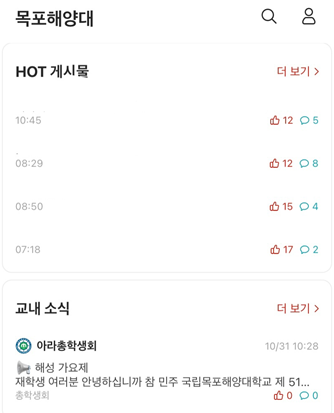 목포해양대
HOT 게시물
더 보기 >
10:45 12 5
08:29 12 8
08:50 15 4
07:18 17 2
교내 소식
더 보기 >
아라총학생회 10/31 10:28
해성 가요제
재학생 여러분 안녕하십니까 참 민주 국립목포해양대학교 제 51...
총학생회 0 0